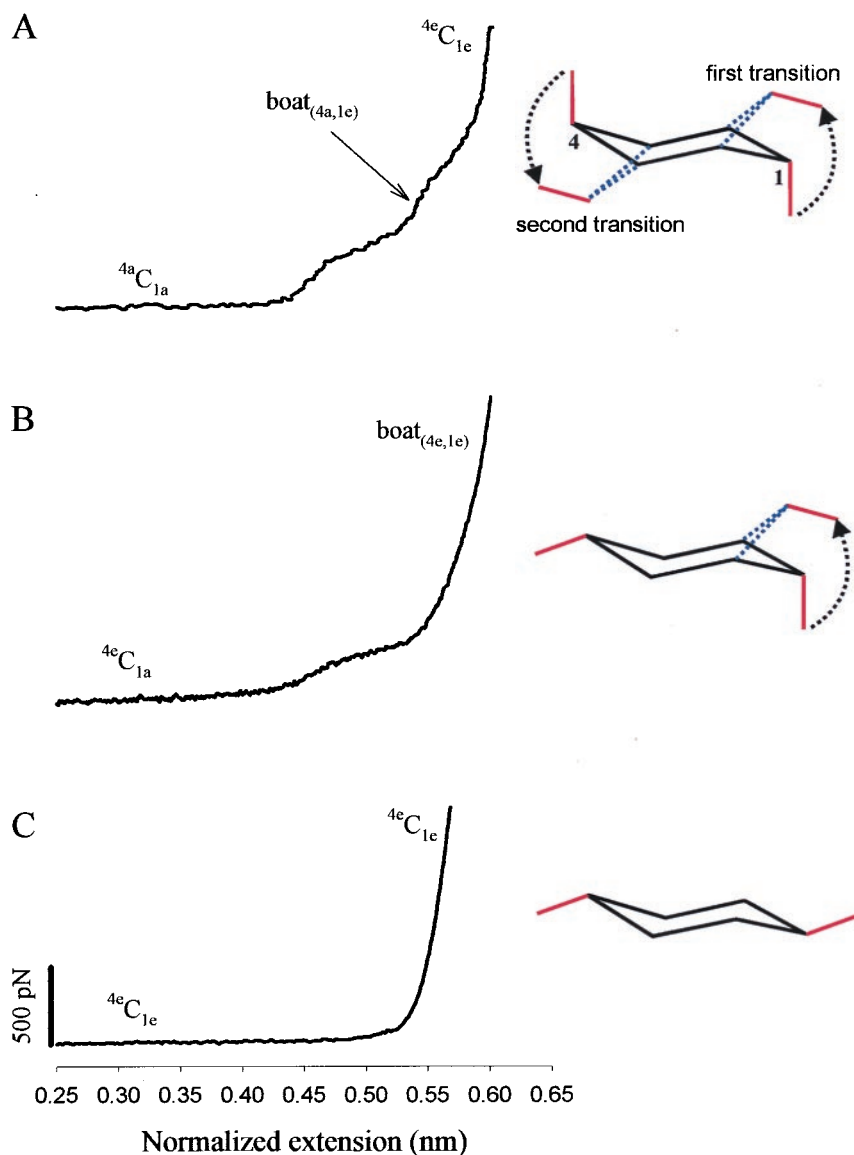 A
⁴ᵉC₁ₑ
boat₍₄ₐ,₁ₑ₎
⁴ᵃC₁ₐ
first transition
4
1
second transition
B
boat₍₄ₑ,₁ₑ₎
⁴ᵉC₁ₐ
C
⁴ᵉC₁ₑ
⁴ᵉC₁ₑ
500 pN
0.25 0.30 0.35 0.40 0.45 0.50 0.55 0.60 0.65
Normalized extension (nm)